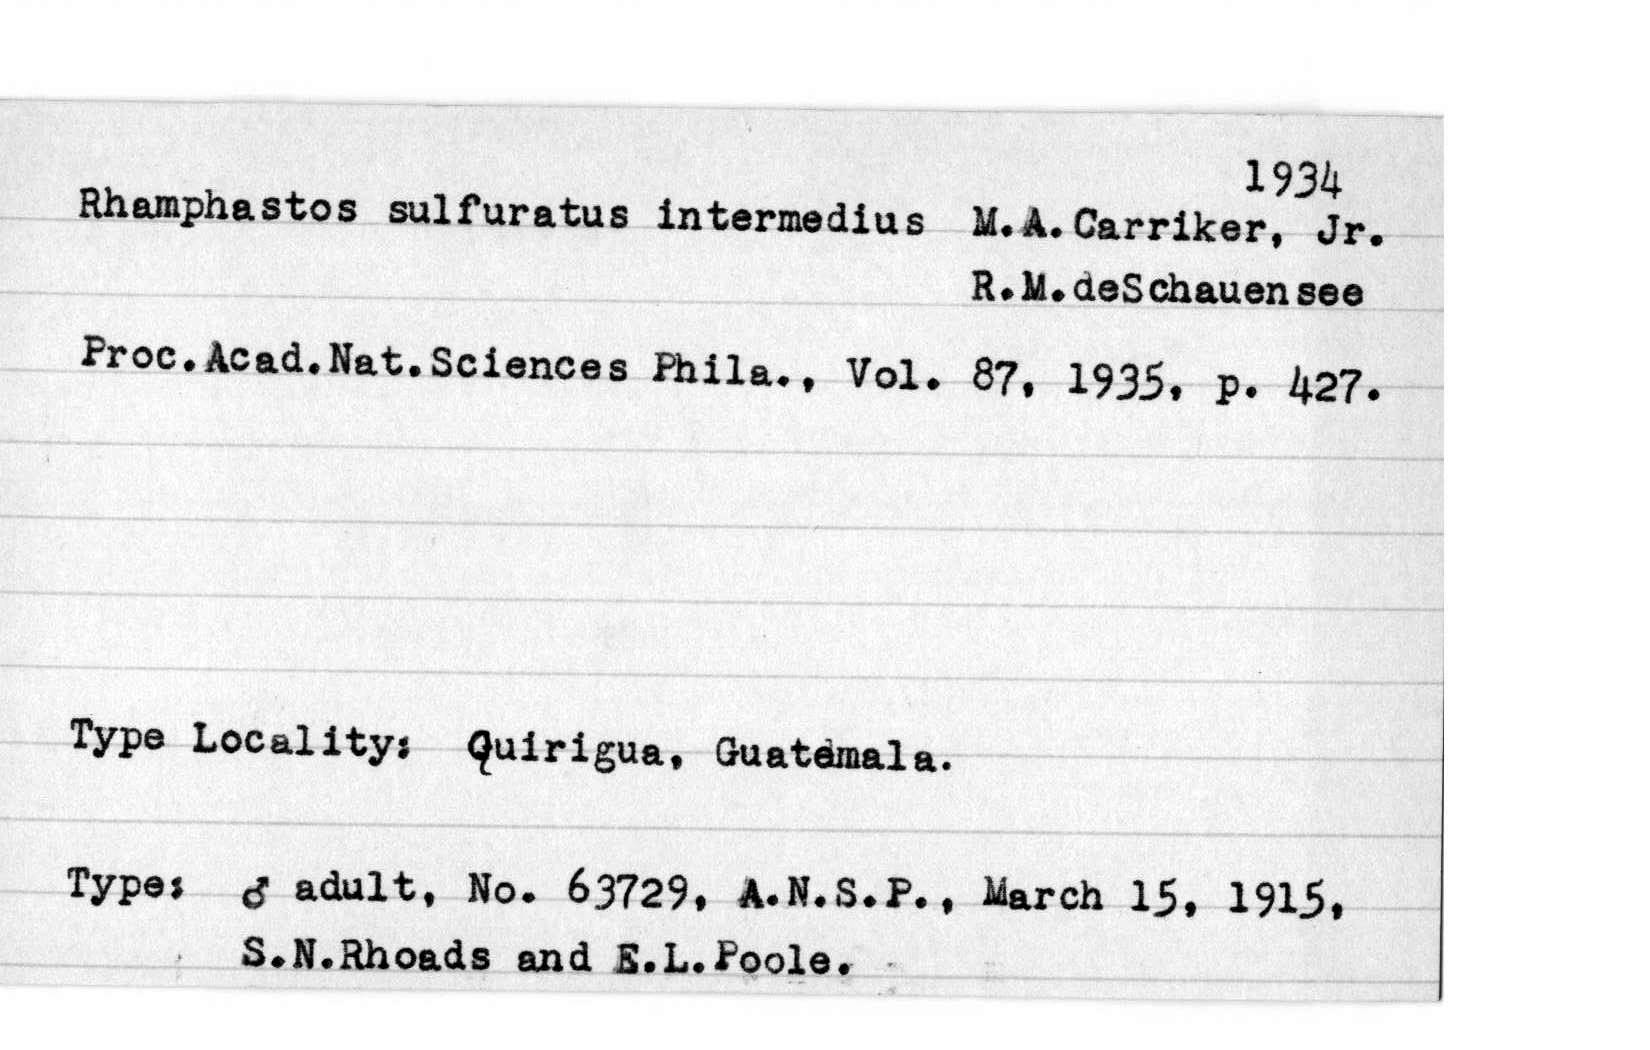 1934
Rhamphastos sulfuratus intermedius M.A.Carriker, Jr.
R.M.deSchauensee
Proc.Acad.Nat.Sciences Phila., Vol. 87, 1935, p. 427.
Type Locality: Quirigua, Guatemala.
Type: ♂ adult, No. 63729, A.N.S.P., March 15, 1915,
S.N.Rhoads and E.L.Poole.